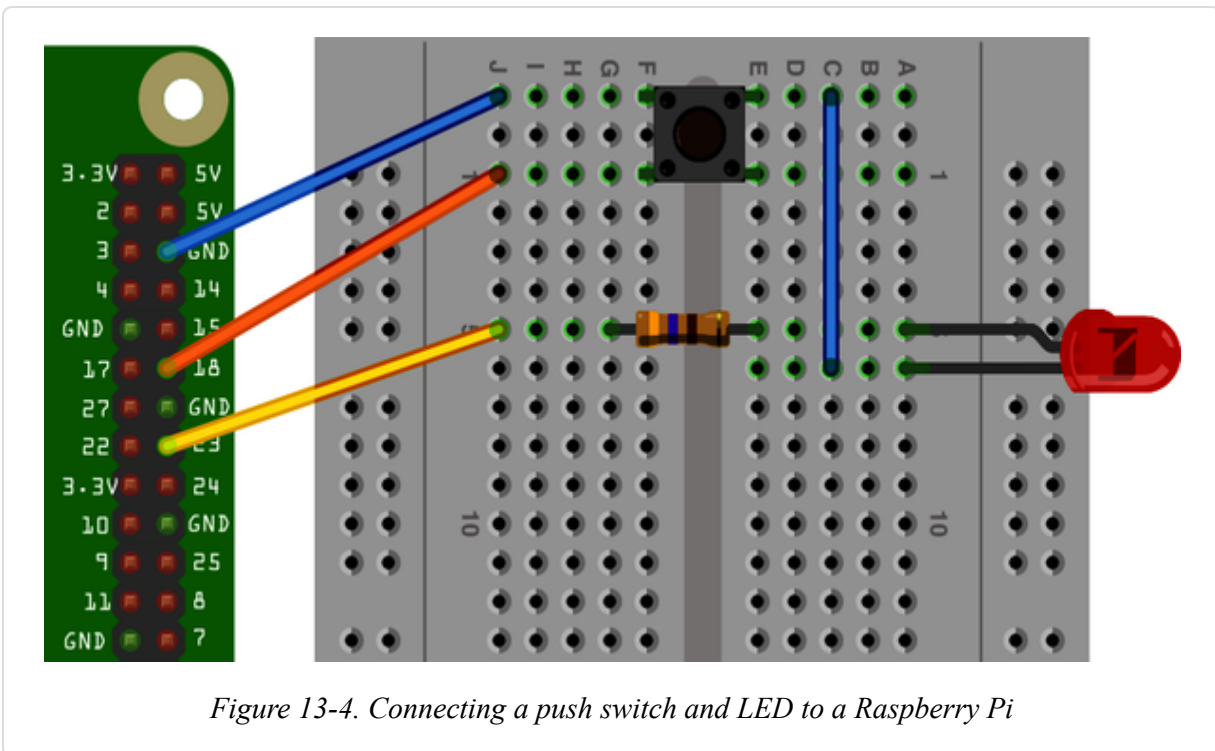 J I H G F E D C B A
3.3V 5V 1 1
2 5V
3 GND
4 14
GND 15 5
17 18
27 GND
22 23
3.3V 24
10 GND 10 10
9 25
11 8
GND 7
Figure 13-4. Connecting a push switch and LED to a Raspberry Pi